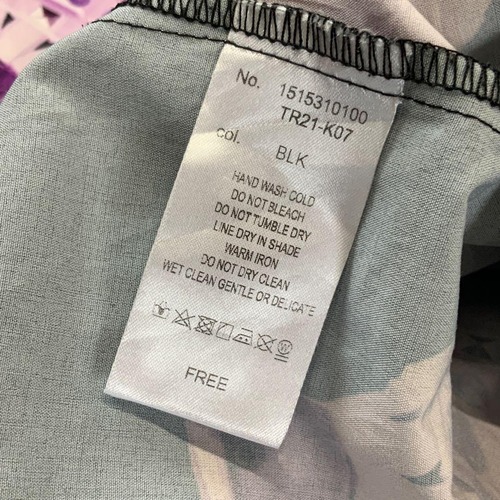 No. 1515310100
TR21-K07
col. BLK
HAND WASH COLD
DO NOT BLEACH
DO NOT TUMBLE DRY
LINE DRY IN SHADE
WARM IRON
DO NOT DRY CLEAN
WET CLEAN GENTLE OR DELICATE
W
FREE